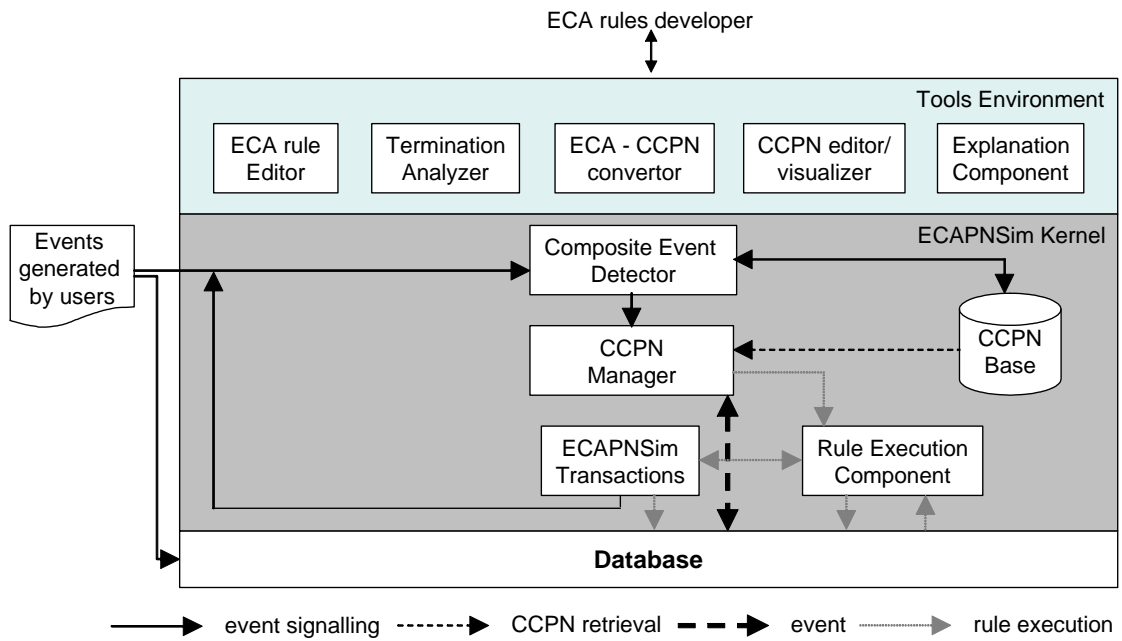 ECA rules developer
Tools Environment
ECA rule
Editor
Termination
Analyzer
ECA - CCPN
convertor
CCPN editor/
visualizer
Explanation
Component
ECAPNSim Kernel
Events
generated
by users
Composite Event
Detector
CCPN
Manager
CCPN
Base
ECAPNSim
Transactions
Rule Execution
Component
Database
event signalling
CCPN retrieval
event
rule execution